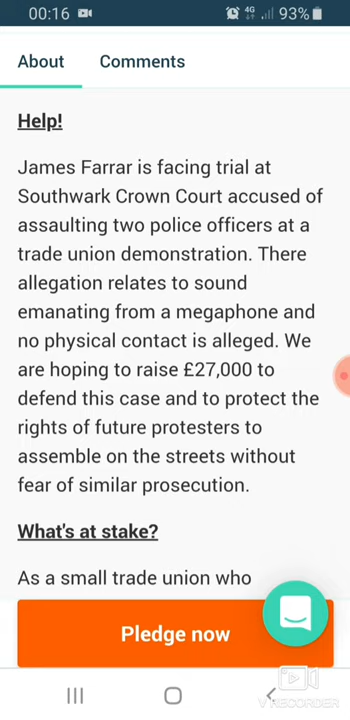 00:16 4G 93%
About Comments
Help!
James Farrar is facing trial at
Southwark Crown Court accused of
assaulting two police officers at a
trade union demonstration. There
allegation relates to sound
emanating from a megaphone and
no physical contact is alleged. We
are hoping to raise £27,000 to
defend this case and to protect the
rights of future protesters to
assemble on the streets without
fear of similar prosecution.
What's at stake?
As a small trade union who
Pledge now
V RECORDER